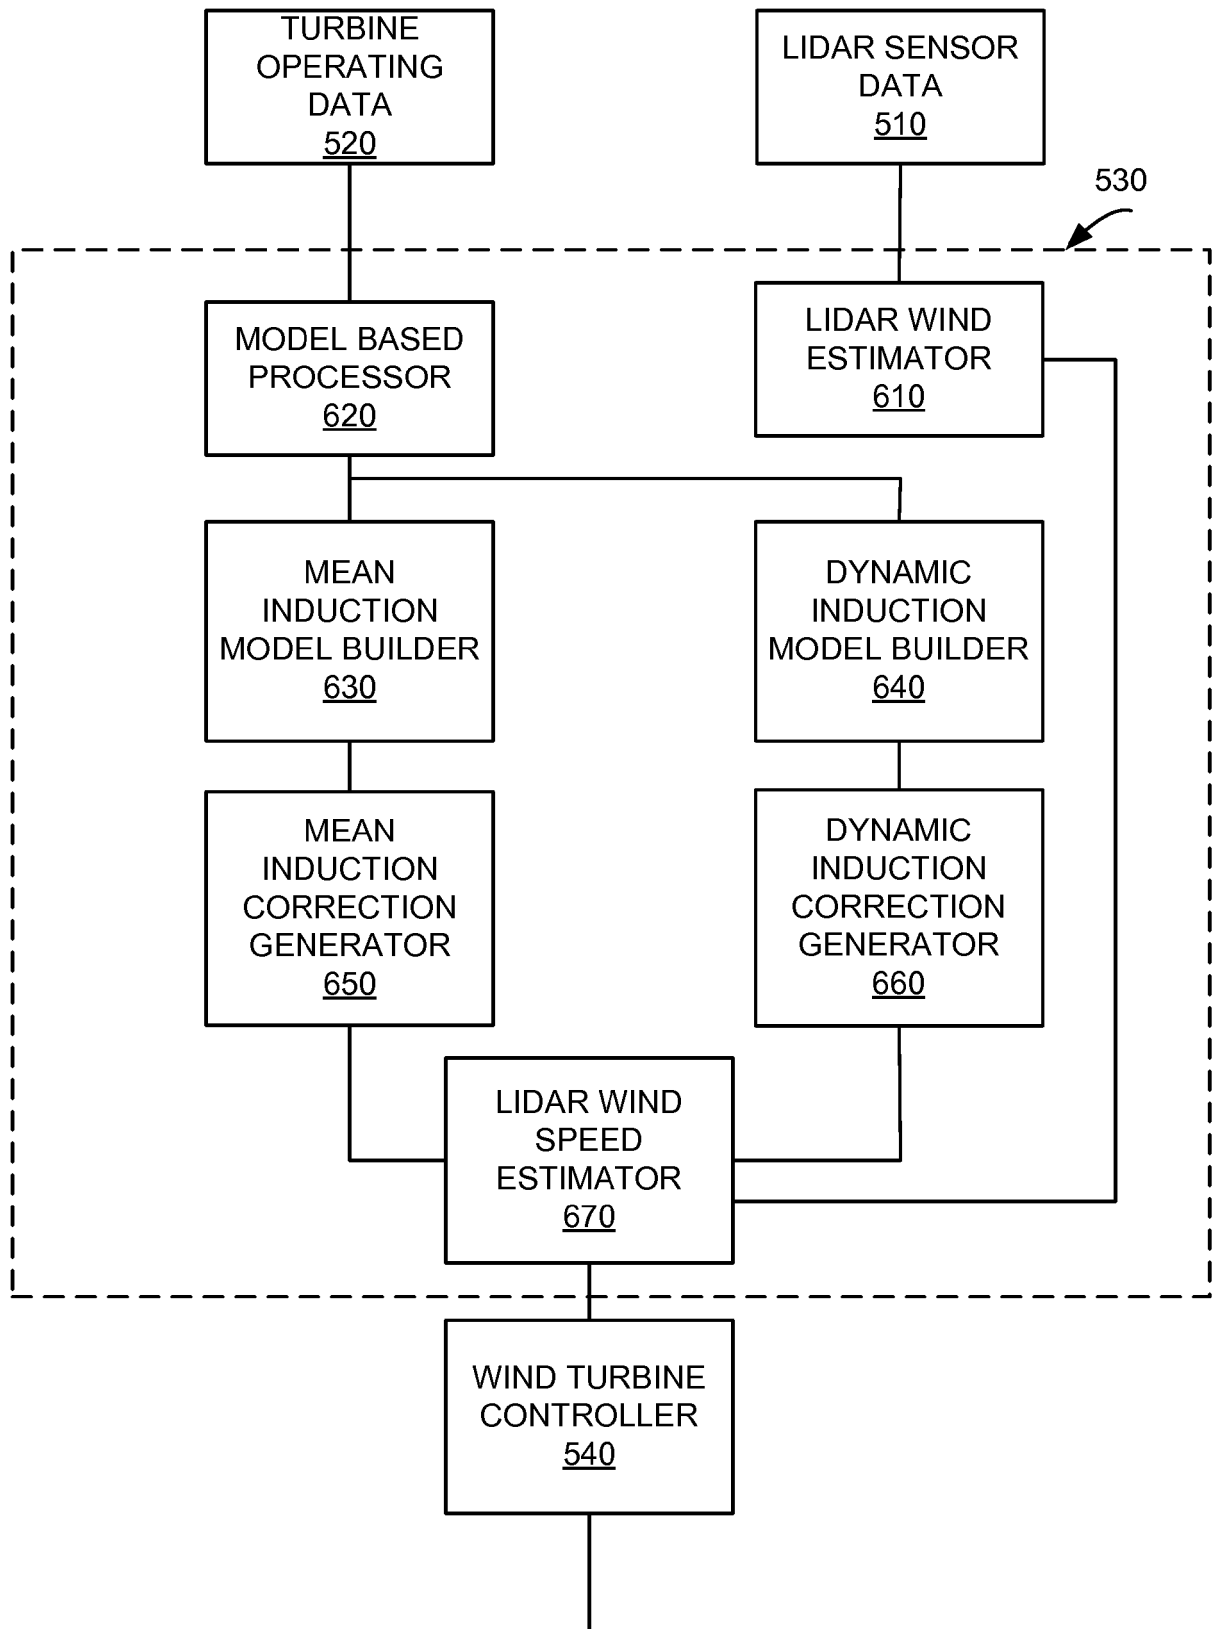 TURBINE
OPERATING
DATA
520
LIDAR SENSOR
DATA
510
530
MODEL BASED
PROCESSOR
620
LIDAR WIND
ESTIMATOR
610
MEAN
INDUCTION
MODEL BUILDER
630
DYNAMIC
INDUCTION
MODEL BUILDER
640
MEAN
INDUCTION
CORRECTION
GENERATOR
650
DYNAMIC
INDUCTION
CORRECTION
GENERATOR
660
LIDAR WIND
SPEED
ESTIMATOR
670
WIND TURBINE
CONTROLLER
540